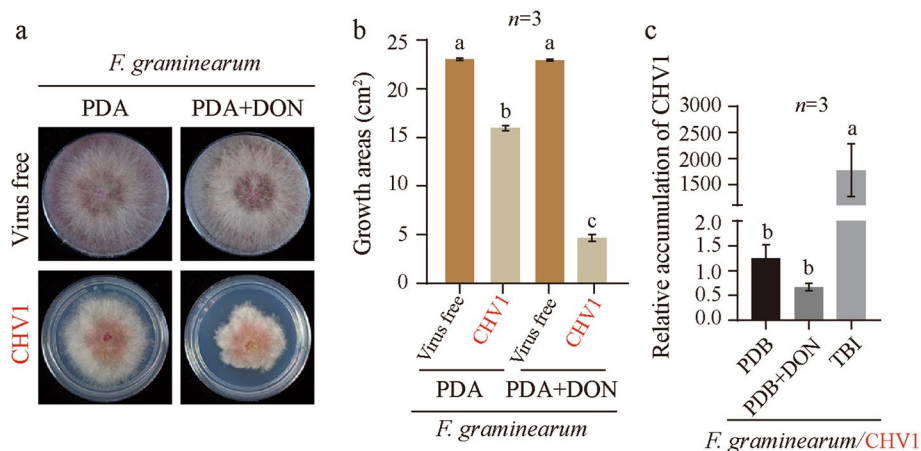 a
F. graminearum
PDA PDA+DON
Virus free
CHV1
b
n=3
Growth areas (cm²)
25
20
15
10
5
0
a
b
a
c
Virus free
CHV1
Virus free
CHV1
PDA PDA+DON
F. graminearum
c
Relative accumulation of CHV1
n=3
3000
2500
2000
1500
1000
2.0
1.5
1.0
0.5
0.0
b
b
a
PDB
PDB+DON
TBI
F. graminearum/CHV1